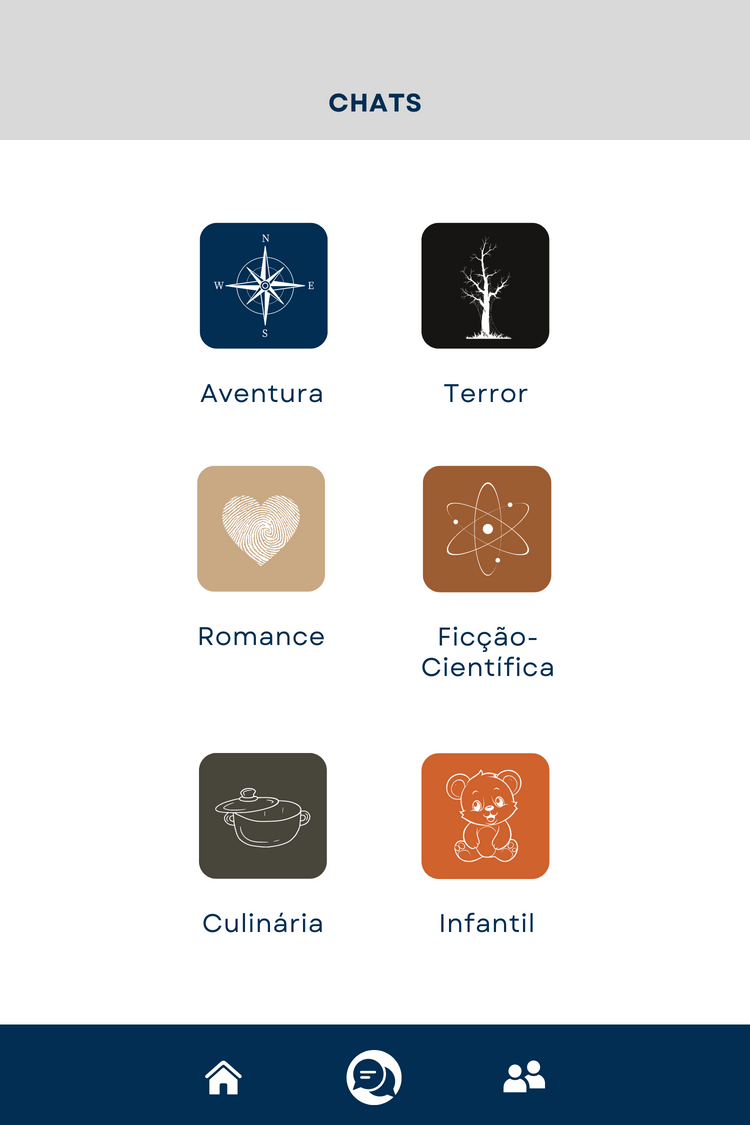 CHATS
N
W E
S
Aventura
Terror
Romance
Ficção-
Científica
Culinária
Infantil